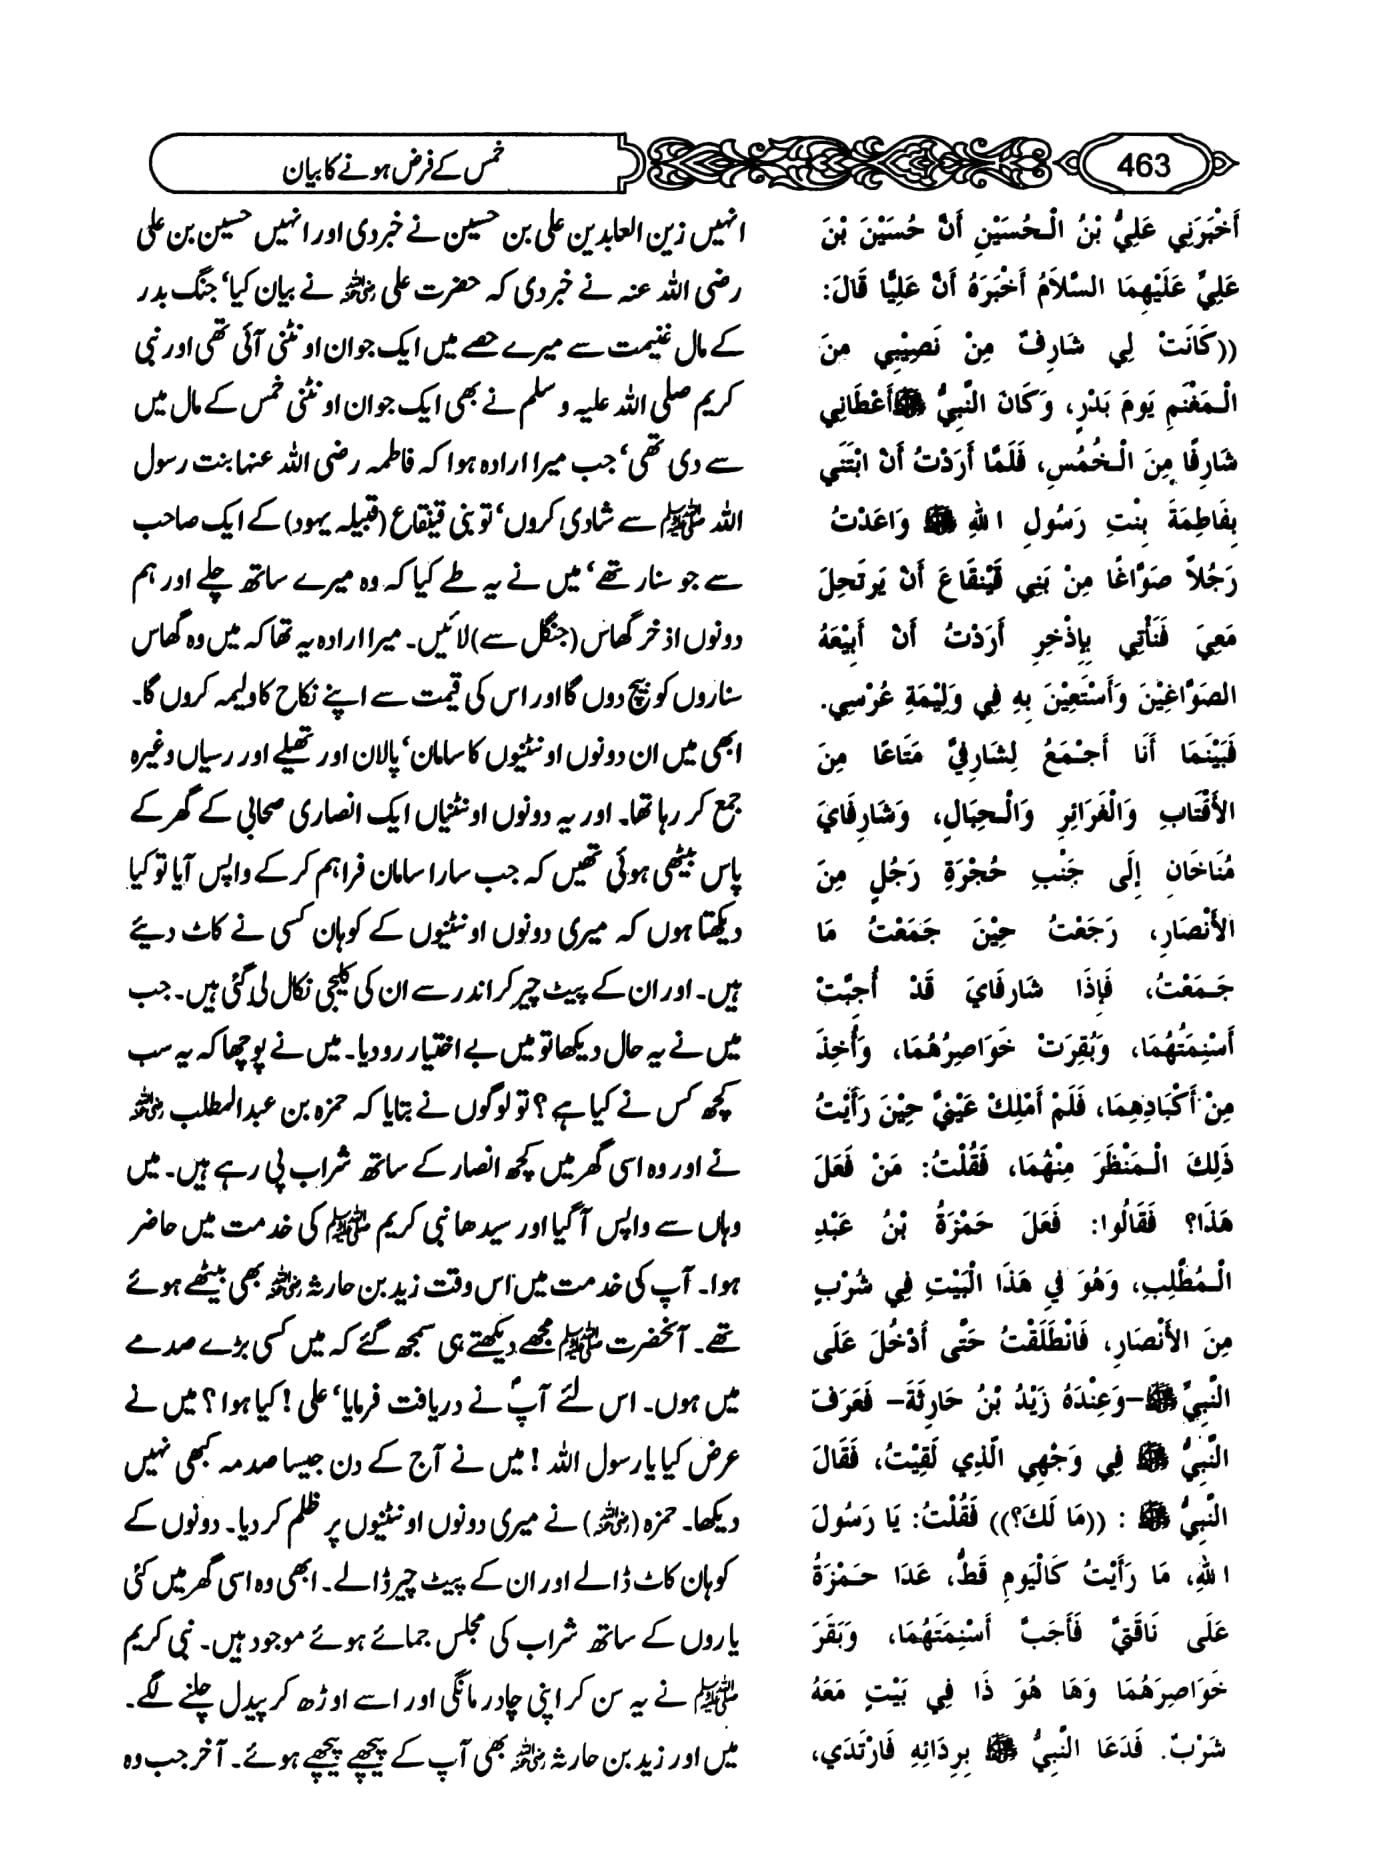 463
خمس کے فرض ہونے کا بیان
أَخْبَرَنِي عَلِيُّ بْنُ الْـحُسَيْنِ أَنَّ حُسَيْنَ بْنَ
عَلِيٍّ عَلَيْهِمَا السَّلاَمُ أَخْبَرَهُ أَنَّ عَلِيًّا قَالَ:
((كَانَتْ لِي شَارِفٌ مِنْ نَصِيْبِي مِنَ
الْـمَغْنَمِ يَومَ بَدْرٍ، وَكَانَ النَّبِيُّ ﷺ أَعْطَانِي
شَارِفًا مِنَ الْـخُمُسِ، فَلَمَّا أَرَدْتُ أَنْ ابْتَنَي
بِفَاطِمَةَ بِنْتِ رَسُولِ اللهِ ﷺ وَاعَدْتُ
رَجُلاً صَوَّاغًا مِنْ بَنِي قَيْنِقَاعَ أَنْ يَرتَحِلَ
مَعِيَ فَنَأْتِي بِإِذْخِرٍ أَرَدْتُ أَنْ أَبِيْعَهُ
الصَوَّاغِيْنَ وَأَسْتَعِيْنَ بِهِ فِي وَلِيْمَةِ عُرْسِي.
فَبَيْنَمَا أَنَا أَجْمَعُ لِشَارِفَيَّ مَتَاعًا مِنَ
الأَقْتَابِ وَالْغَرَائِرِ وَالْـحِبَالِ، وَشَارِفَايَ
مُنَاخَانِ إِلَى جَنْبِ حُجْرَةِ رَجُلٍ مِنَ
الأَنْصَارِ، رَجَعْتُ حِيْنَ جَمَعْتُ مَا
جَـمَعْتُ، فَإِذَا شَارِفَايَ قَدْ أُجِبَّتْ
أَسْنِمَتُهُمَا، وَبُقِرَتْ خَوَاصِرُهُمَا، وَأُخِذَ
مِنْ أَكْبَادِهِمَا، فَلَمْ أَمْلِكْ عَيْنَيَّ حِيْنَ رَأَيْتُ
ذَلِكَ الْـمَنْظَرَ مِنْهُمَا، فَقُلْتُ: مَنْ فَعَلَ
هَذَا؟ فَقَالُوا: فَعَلَ حَمْزَةُ بْنُ عَبْدِ
الْـمُطَّلِبِ، وَهُوَ فِي هَذَا الْبَيْتِ فِي شُرْبٍ
مِنَ الأَنْصَارِ، فَانْطَلَقْتُ حَتَّى أَدْخُلَ عَلَى
النَّبِيِّ ﷺ -وَعِنْدَهُ زَيْدُ بْنُ حَارِثَةَ- فَعَرَفَ
النَّبِيُّ ﷺ فِي وَجْهِي الَّذِي لَقِيْتُ، فَقَالَ
النَّبِيُّ ﷺ : ((مَا لَكَ؟)) فَقُلْتُ: يَا رَسُولَ
اللهِ، مَا رَأَيْتُ كَالْيَومِ قَطُّ، عَدَا حَمْزَةُ
عَلَى نَاقَتَيَّ فَأَجَبَّ أَسْنِمَتَهُمَا، وَبَقَرَ
خَوَاصِرَهُمَا وَهَا هُوَ ذَا فِي بَيْتٍ مَعَهُ
شَرْبٌ. فَدَعَا النَّبِيُّ ﷺ بِرِدَائِهِ فَارْتَدَي،
انہیں زین العابدین علی بن حسین نے خبر دی اور انہیں حسین بن علی
رضی اللہ عنہ نے خبر دی کہ حضرت علی رضی اللہ عنہ نے بیان کیا‘ جنگ بدر
کے مال غنیمت سے میرے حصے میں ایک جوان اونٹنی آئی تھی اور نبی
کریم صلی اللہ علیہ وسلم نے بھی ایک جوان اونٹنی خمس کے مال میں
سے دی تھی‘ جب میرا ارادہ ہوا کہ فاطمہ رضی اللہ عنہا بنت رسول
اللہ ﷺ سے شادی کروں‘ تو بنی قینقاع (قبیلہ یہود) کے ایک صاحب
سے جو سنار تھے‘ میں نے یہ طے کیا کہ وہ میرے ساتھ چلے اور ہم
دونوں اذخر گھاس (جنگل سے) لائیں۔ میرا ارادہ یہ تھا کہ میں وہ گھاس
سناروں کو بیچ دوں گا اور اس کی قیمت سے اپنے نکاح کا ولیمہ کروں گا۔
ابھی میں ان دونوں اونٹنیوں کا سامان‘ پالان اور تھیلے اور رسیاں وغیرہ
جمع کر رہا تھا۔ اور یہ دونوں اونٹنیاں ایک انصاری صحابی کے گھر کے
پاس بیٹھی ہوئی تھیں کہ جب سارا سامان فراہم کر کے واپس آیا تو کیا
دیکھتا ہوں کہ میری دونوں اونٹنیوں کے کوہان کسی نے کاٹ دیئے
ہیں۔ اور ان کے پیٹ چیر کر اندر سے ان کی کلیجی نکال لی گئی ہیں۔ جب
میں نے یہ حال دیکھا تو میں بے اختیار رو دیا۔ میں نے پوچھا کہ یہ سب
کچھ کس نے کیا ہے؟ تو لوگوں نے بتایا کہ حمزہ بن عبدالمطلب رضی اللہ عنہ
نے اور وہ اسی گھر میں کچھ انصار کے ساتھ شراب پی رہے ہیں۔ میں
وہاں سے واپس آ گیا اور سیدھا نبی کریم ﷺ کی خدمت میں حاضر
ہوا۔ آپ کی خدمت میں اس وقت زید بن حارثہ رضی اللہ عنہ بھی بیٹھے ہوئے
تھے۔ آنحضرت ﷺ مجھے دیکھتے ہی سمجھ گئے کہ میں کسی بڑے صدمے
میں ہوں۔ اس لئے آپؐ نے دریافت فرمایا‘ علی! کیا ہوا؟ میں نے
عرض کیا یا رسول اللہ! میں نے آج کے دن جیسا صدمہ کبھی نہیں
دیکھا۔ حمزہ (رضی اللہ عنہ) نے میری دونوں اونٹنیوں پر ظلم کر دیا۔ دونوں کے
کوہان کاٹ ڈالے اور ان کے پیٹ چیر ڈالے۔ ابھی وہ اسی گھر میں کئی
یاروں کے ساتھ شراب کی مجلس جمائے ہوئے موجود ہیں۔ نبی کریم
ﷺ نے یہ سن کر اپنی چادر مانگی اور اسے اوڑھ کر پیدل چلنے لگے۔
میں اور زید بن حارثہ رضی اللہ عنہ بھی آپ کے پیچھے پیچھے ہوئے۔ آخر جب وہ